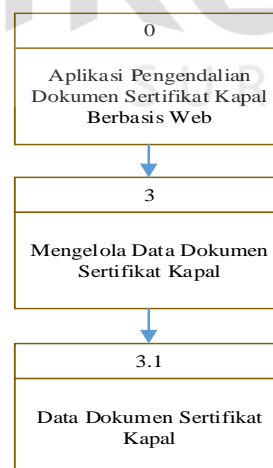 0
Aplikasi Pengendalian
Dokumen Sertifikat Kapal
Berbasis Web
3
Mengelola Data Dokumen
Sertifikat Kapal
3.1
Data Dokumen Sertifikat
Kapal